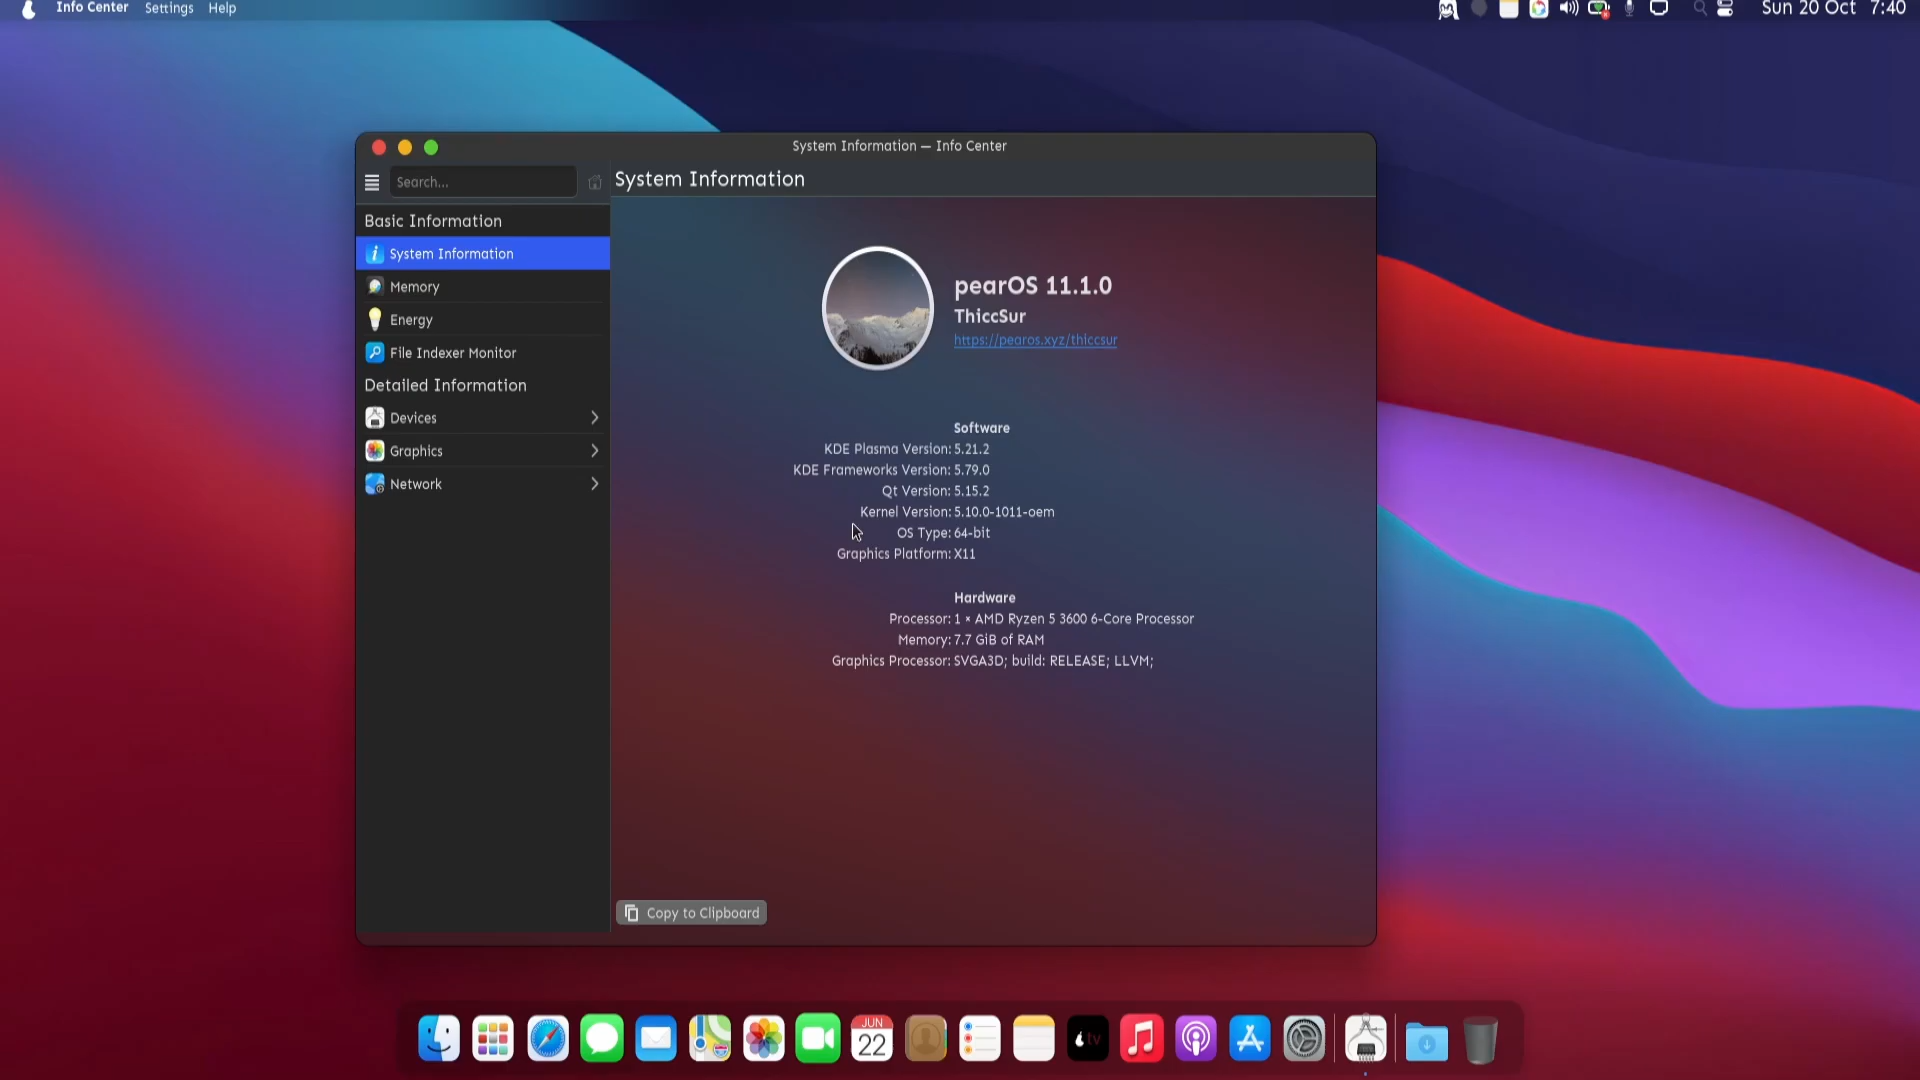 Info Center Settings Help
Sun 20 Oct 7:40
System Information — Info Center
Search...
System Information
Basic Information
System Information
Memory
Energy
File Indexer Monitor
Detailed Information
Devices
Graphics
Network
pearOS 11.1.0
ThiccSur
https://pearos.xyz/thiccsur
Software
KDE Plasma Version: 5.21.2
KDE Frameworks Version: 5.79.0
Qt Version: 5.15.2
Kernel Version: 5.10.0-1011-oem
OS Type: 64-bit
Graphics Platform: X11
Hardware
Processor: 1 × AMD Ryzen 5 3600 6-Core Processor
Memory: 7.7 GiB of RAM
Graphics Processor: SVGA3D; build: RELEASE; LLVM;
Copy to Clipboard
JUN
22
tv